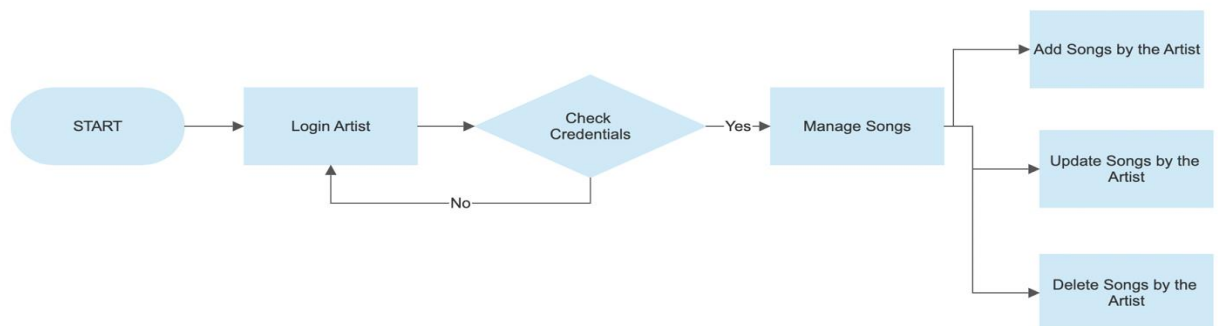 START
Login Artist
Check
Credentials
Yes
No
Manage Songs
Add Songs by the Artist
Update Songs by the
Artist
Delete Songs by the
Artist